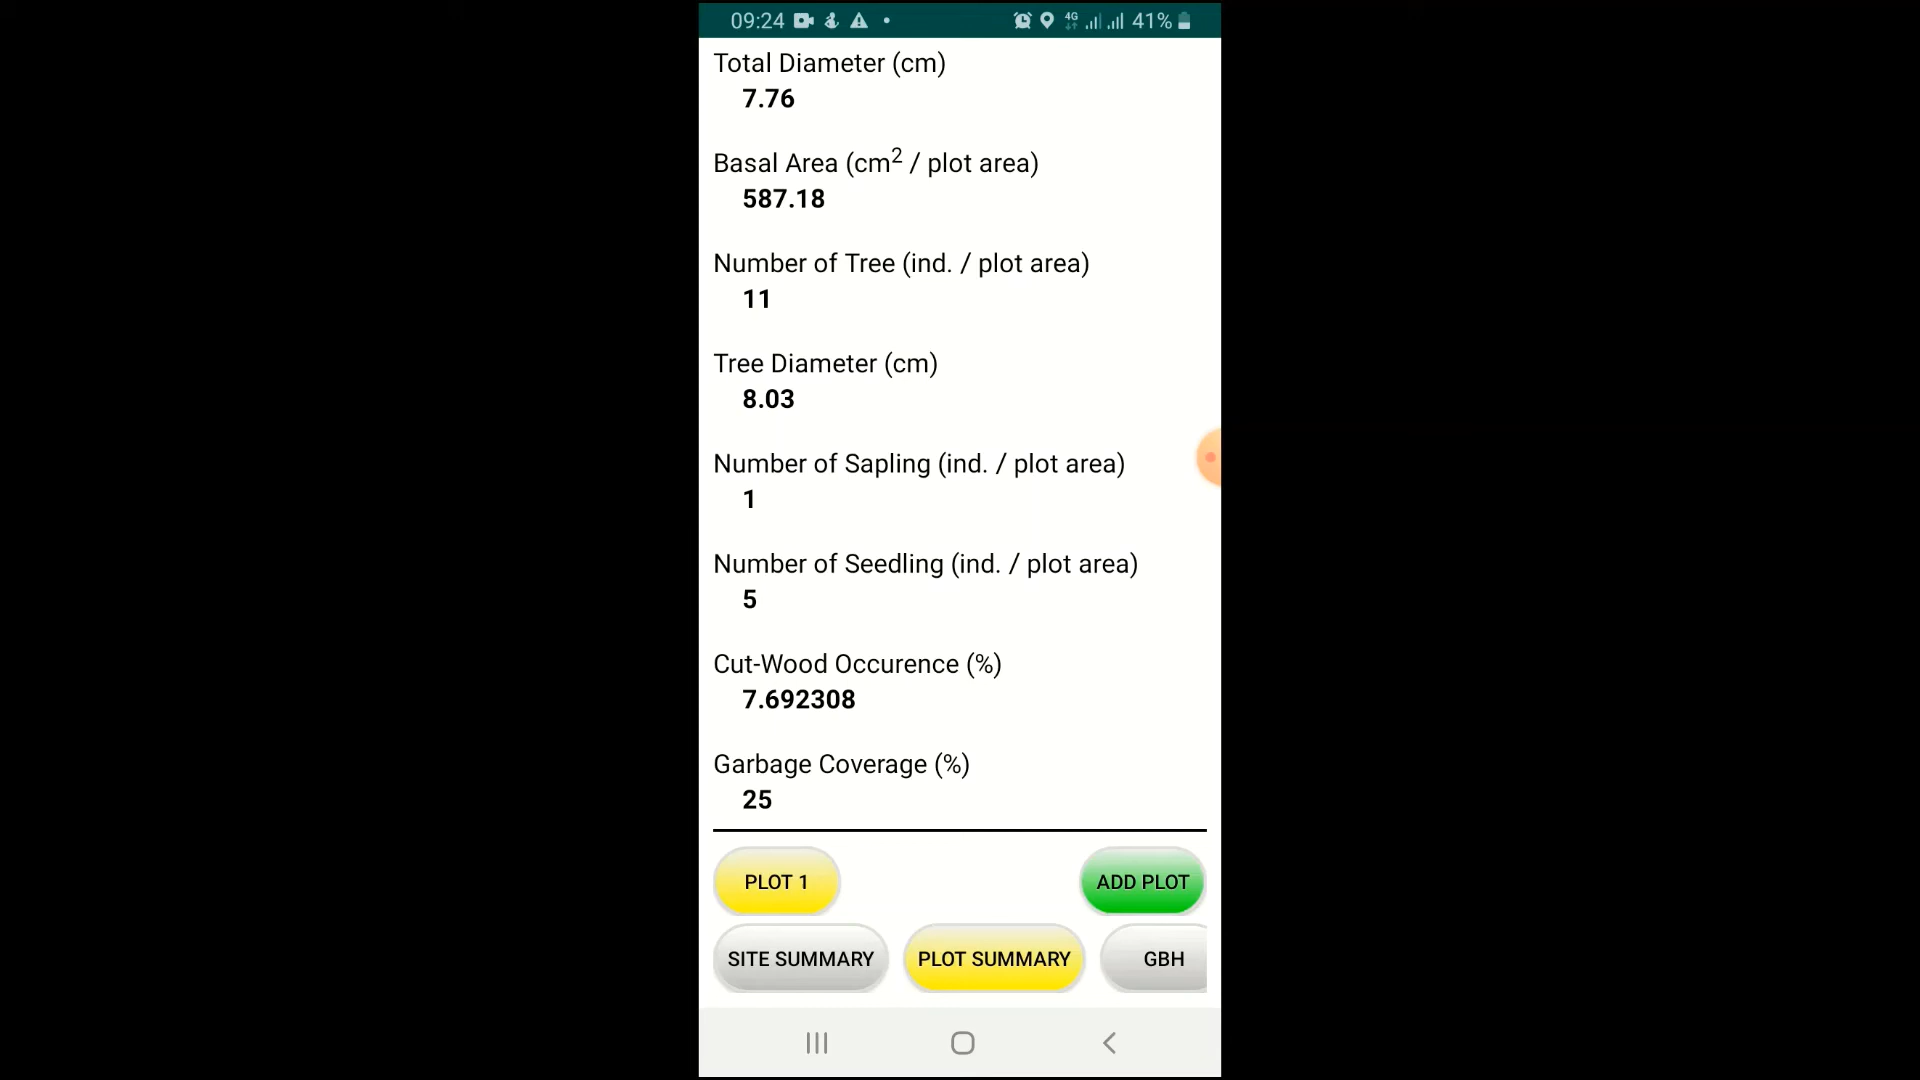 09:24 4G 41%
Total Diameter (cm)
7.76
Basal Area (cm² / plot area)
587.18
Number of Tree (ind. / plot area)
11
Tree Diameter (cm)
8.03
Number of Sapling (ind. / plot area)
1
Number of Seedling (ind. / plot area)
5
Cut-Wood Occurence (%)
7.692308
Garbage Coverage (%)
25
PLOT 1 ADD PLOT
SITE SUMMARY PLOT SUMMARY GBH